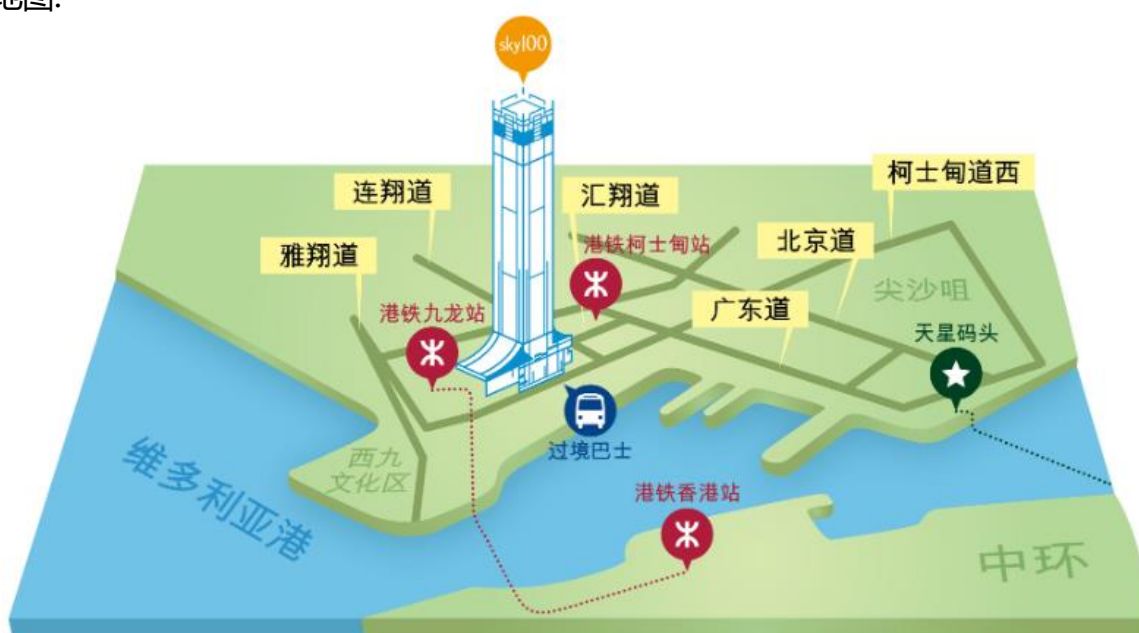 地图:
sky100
柯士甸道西
连翔道
汇翔道
港铁柯士甸站
北京道
雅翔道
尖沙咀
港铁九龙站
广东道
天星码头
过境巴士
西九
文化区
维多利亚港
港铁香港站
中环